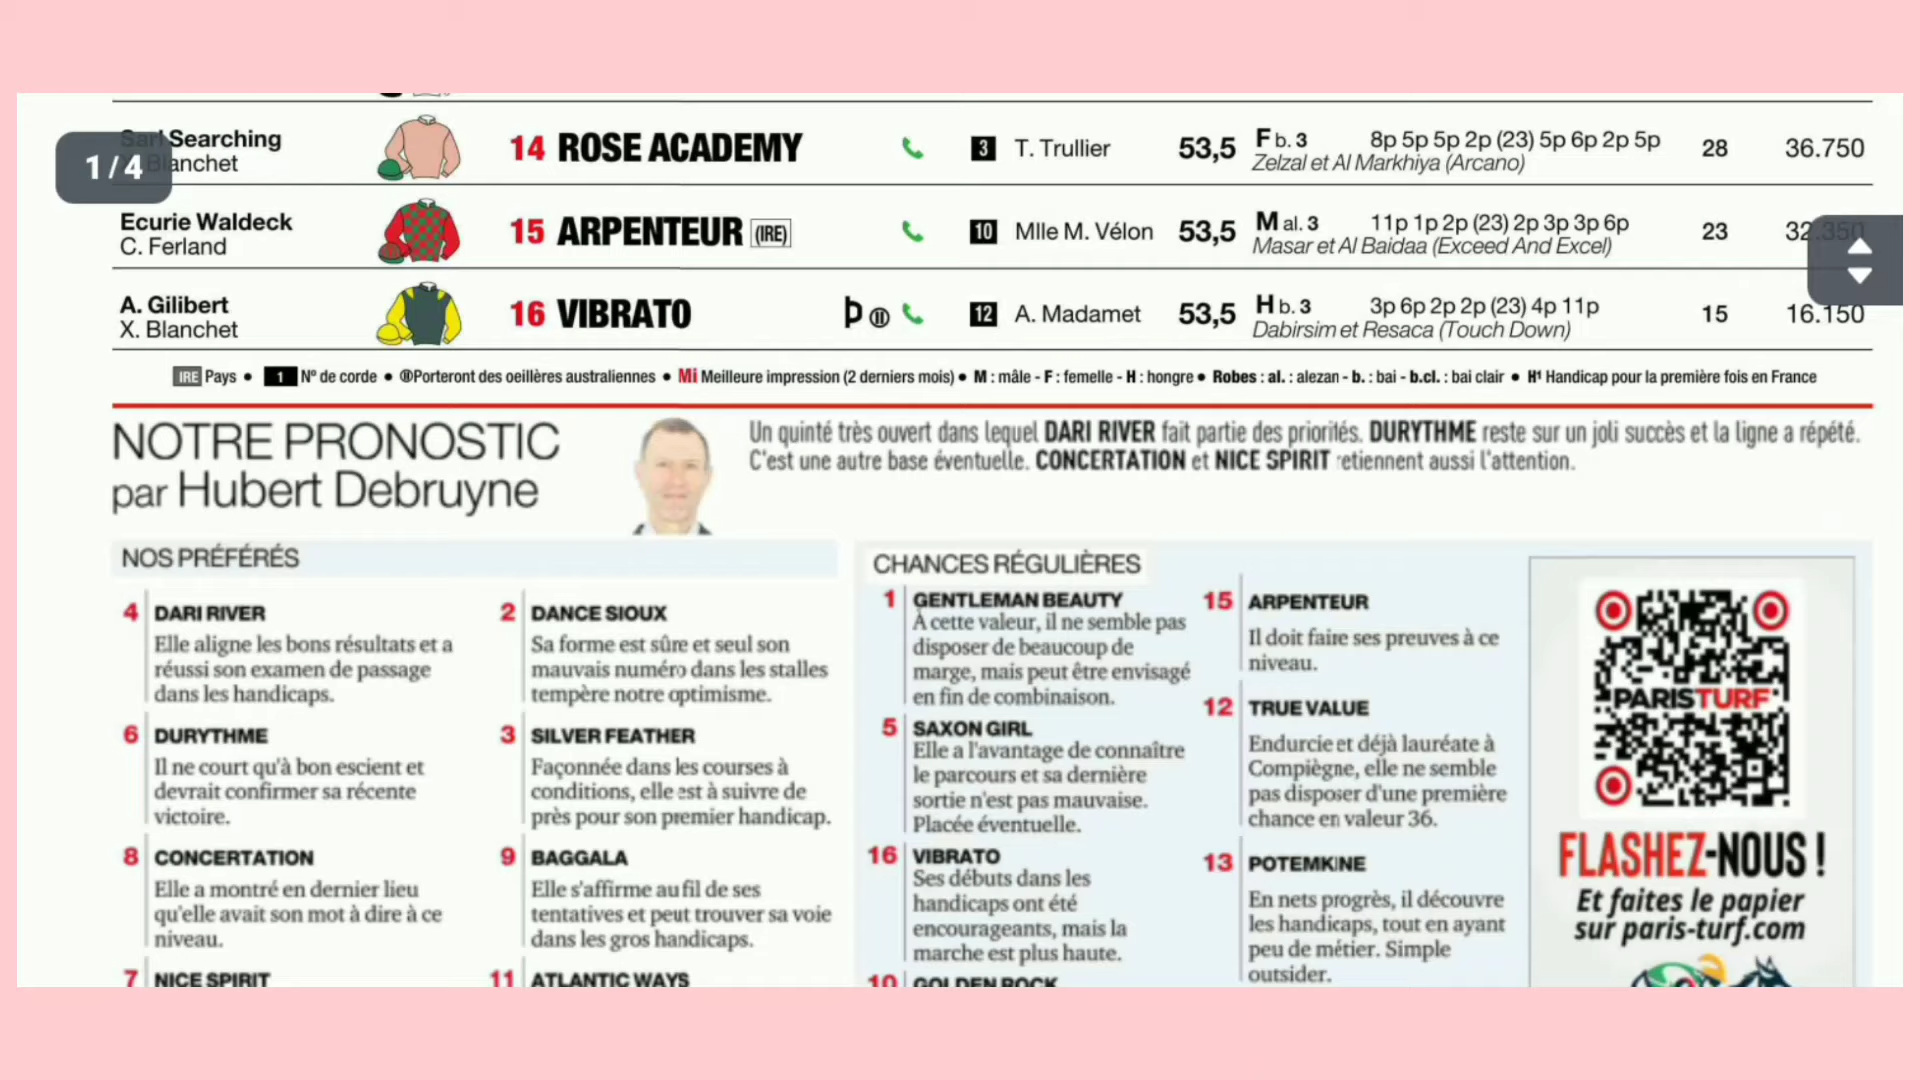 Sarl Searching
Blanchet
1 / 4
14 ROSE ACADEMY
3 T. Trullier 53,5 F b. 3 8p 5p 5p 2p (23) 5p 6p 2p 5p 28 36.750
Zelzal et Al Markhiya (Arcano)
Ecurie Waldeck
C. Ferland
15 ARPENTEUR (IRE)
10 Mlle M. Vélon 53,5 M al. 3 11p 1p 2p (23) 2p 3p 3p 6p 23 32.350
Masar et Al Baidaa (Exceed And Excel)
A. Gilibert
X. Blanchet
16 VIBRATO
12 A. Madamet 53,5 H b. 3 3p 6p 2p 2p (23) 4p 11p 15 16.150
Dabirsim et Resaca (Touch Down)
IRE Pays • 1 N° de corde • Porteront des oeillères australiennes • Mi Meilleure impression (2 derniers mois) • M : mâle - F : femelle - H : hongre • Robes : al. : alezan - b. : bai - b.cl. : bai clair • H¹ Handicap pour la première fois en France
NOTRE PRONOSTIC
par Hubert Debruyne
Un quinté très ouvert dans lequel DARI RIVER fait partie des priorités. DURYTHME reste sur un joli succès et la ligne a répété.
C'est une autre base éventuelle. CONCERTATION et NICE SPIRIT retiennent aussi l'attention.
NOS PRÉFÉRÉS
4 DARI RIVER
Elle aligne les bons résultats et a
réussi son examen de passage
dans les handicaps.
6 DURYTHME
Il ne court qu'à bon escient et
devrait confirmer sa récente
victoire.
8 CONCERTATION
Elle a montré en dernier lieu
qu'elle avait son mot à dire à ce
niveau.
7 NICE SPIRIT
2 DANCE SIOUX
Sa forme est sûre et seul son
mauvais numéro dans les stalles
tempère notre optimisme.
3 SILVER FEATHER
Façonnée dans les courses à
conditions, elle est à suivre de
près pour son premier handicap.
9 BAGGALA
Elle s'affirme au fil de ses
tentatives et peut trouver sa voie
dans les gros handicaps.
11 ATLANTIC WAYS
CHANCES RÉGULIÈRES
1 GENTLEMAN BEAUTY
À cette valeur, il ne semble pas
disposer de beaucoup de
marge, mais peut être envisagé
en fin de combinaison.
5 SAXON GIRL
Elle a l'avantage de connaître
le parcours et sa dernière
sortie n'est pas mauvaise.
Placée éventuelle.
16 VIBRATO
Ses débuts dans les
handicaps ont été
encourageants, mais la
marche est plus haute.
10 GOLDEN ROCK
15 ARPENTEUR
Il doit faire ses preuves à ce
niveau.
12 TRUE VALUE
Endurcie et déjà lauréate à
Compiègne, elle ne semble
pas disposer d'une première
chance en valeur 36.
13 POTEMKINE
En nets progrès, il découvre
les handicaps, tout en ayant
peu de métier. Simple
outsider.
PARISTURF
FLASHEZ-NOUS !
Et faites le papier
sur paris-turf.com